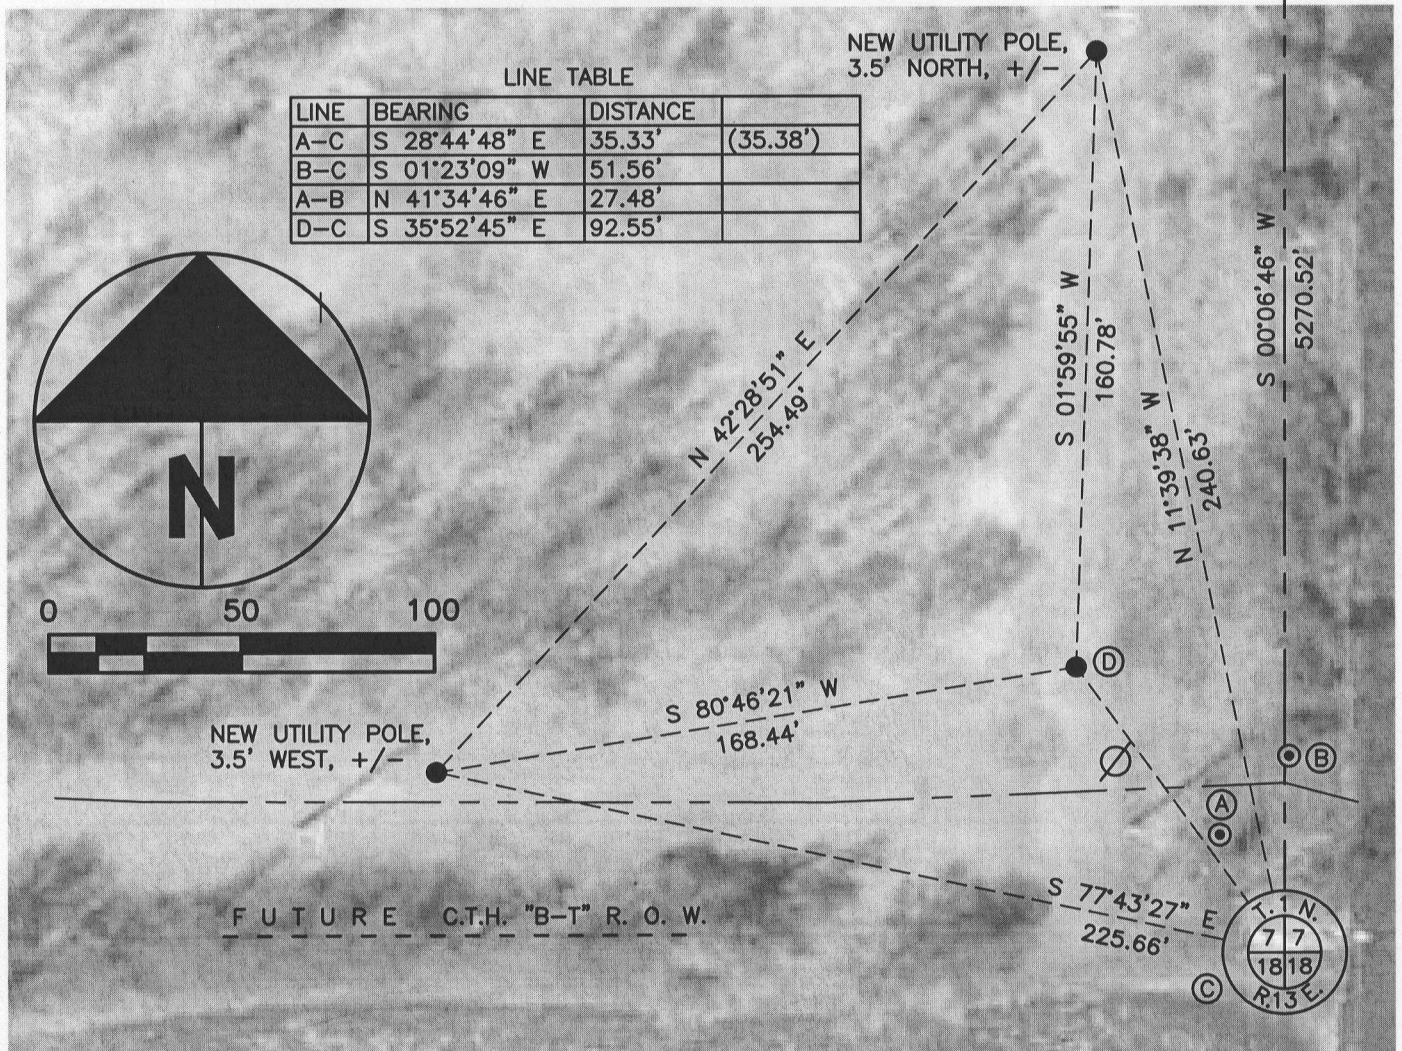 NEW UTILITY POLE,
3.5' NORTH, +/-
LINE TABLE
LINE BEARING DISTANCE
A-C S 28°44'48" E 35.33' (35.38')
B-C S 01°23'09" W 51.56'
A-B N 41°34'46" E 27.48'
D-C S 35°52'45" E 92.55'
S 00°06'46" W
5270.52'
S 01°59'55" W
160.78'
N 42°28'51" E
254.49'
N 11°39'38" W
240.63'
N
0 50 100
D
S 80°46'21" W
168.44'
NEW UTILITY POLE,
3.5' WEST, +/-
B
A
S 77°43'27" E
225.66'
FUTURE C.T.H. "B-T" R. O. W.
T. 1 N.
7 7
18 18
R.13 E.
C